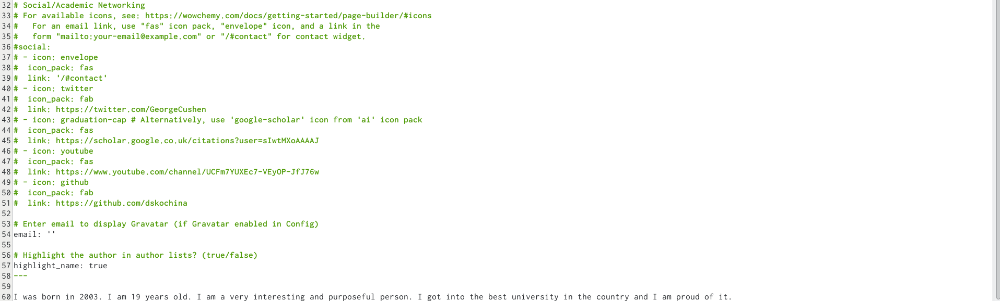 32 # Social/Academic Networking
33 # For available icons, see: https://wowchemy.com/docs/getting-started/page-builder/#icons
34 #   For an email link, use "fas" icon pack, "envelope" icon, and a link in the
35 #   form "mailto:your-email@example.com" or "/#contact" for contact widget.
36 #social:
37 # - icon: envelope
38 #  icon_pack: fas
39 #  link: '/#contact'
40 # - icon: twitter
41 #  icon_pack: fab
42 #  link: https://twitter.com/GeorgeCushen
43 # - icon: graduation-cap # Alternatively, use 'google-scholar' icon from 'ai' icon pack
44 #  icon_pack: fas
45 #  link: https://scholar.google.co.uk/citations?user=sIwtMXoAAAAJ
46 # - icon: youtube
47 #  icon_pack: fas
48 #  link: https://www.youtube.com/channel/UCFm7YUXEc7-VEyOP-JfJ76w
49 # - icon: github
50 #  icon_pack: fab
51 #  link: https://github.com/dskochina
52
53 # Enter email to display Gravatar (if Gravatar enabled in Config)
54 email: ''
55
56 # Highlight the author in author lists? (true/false)
57 highlight_name: true
58 ---
59
60 I was born in 2003. I am 19 years old. I am a very interesting and purposeful person. I got into the best university in the country and I am proud of it.